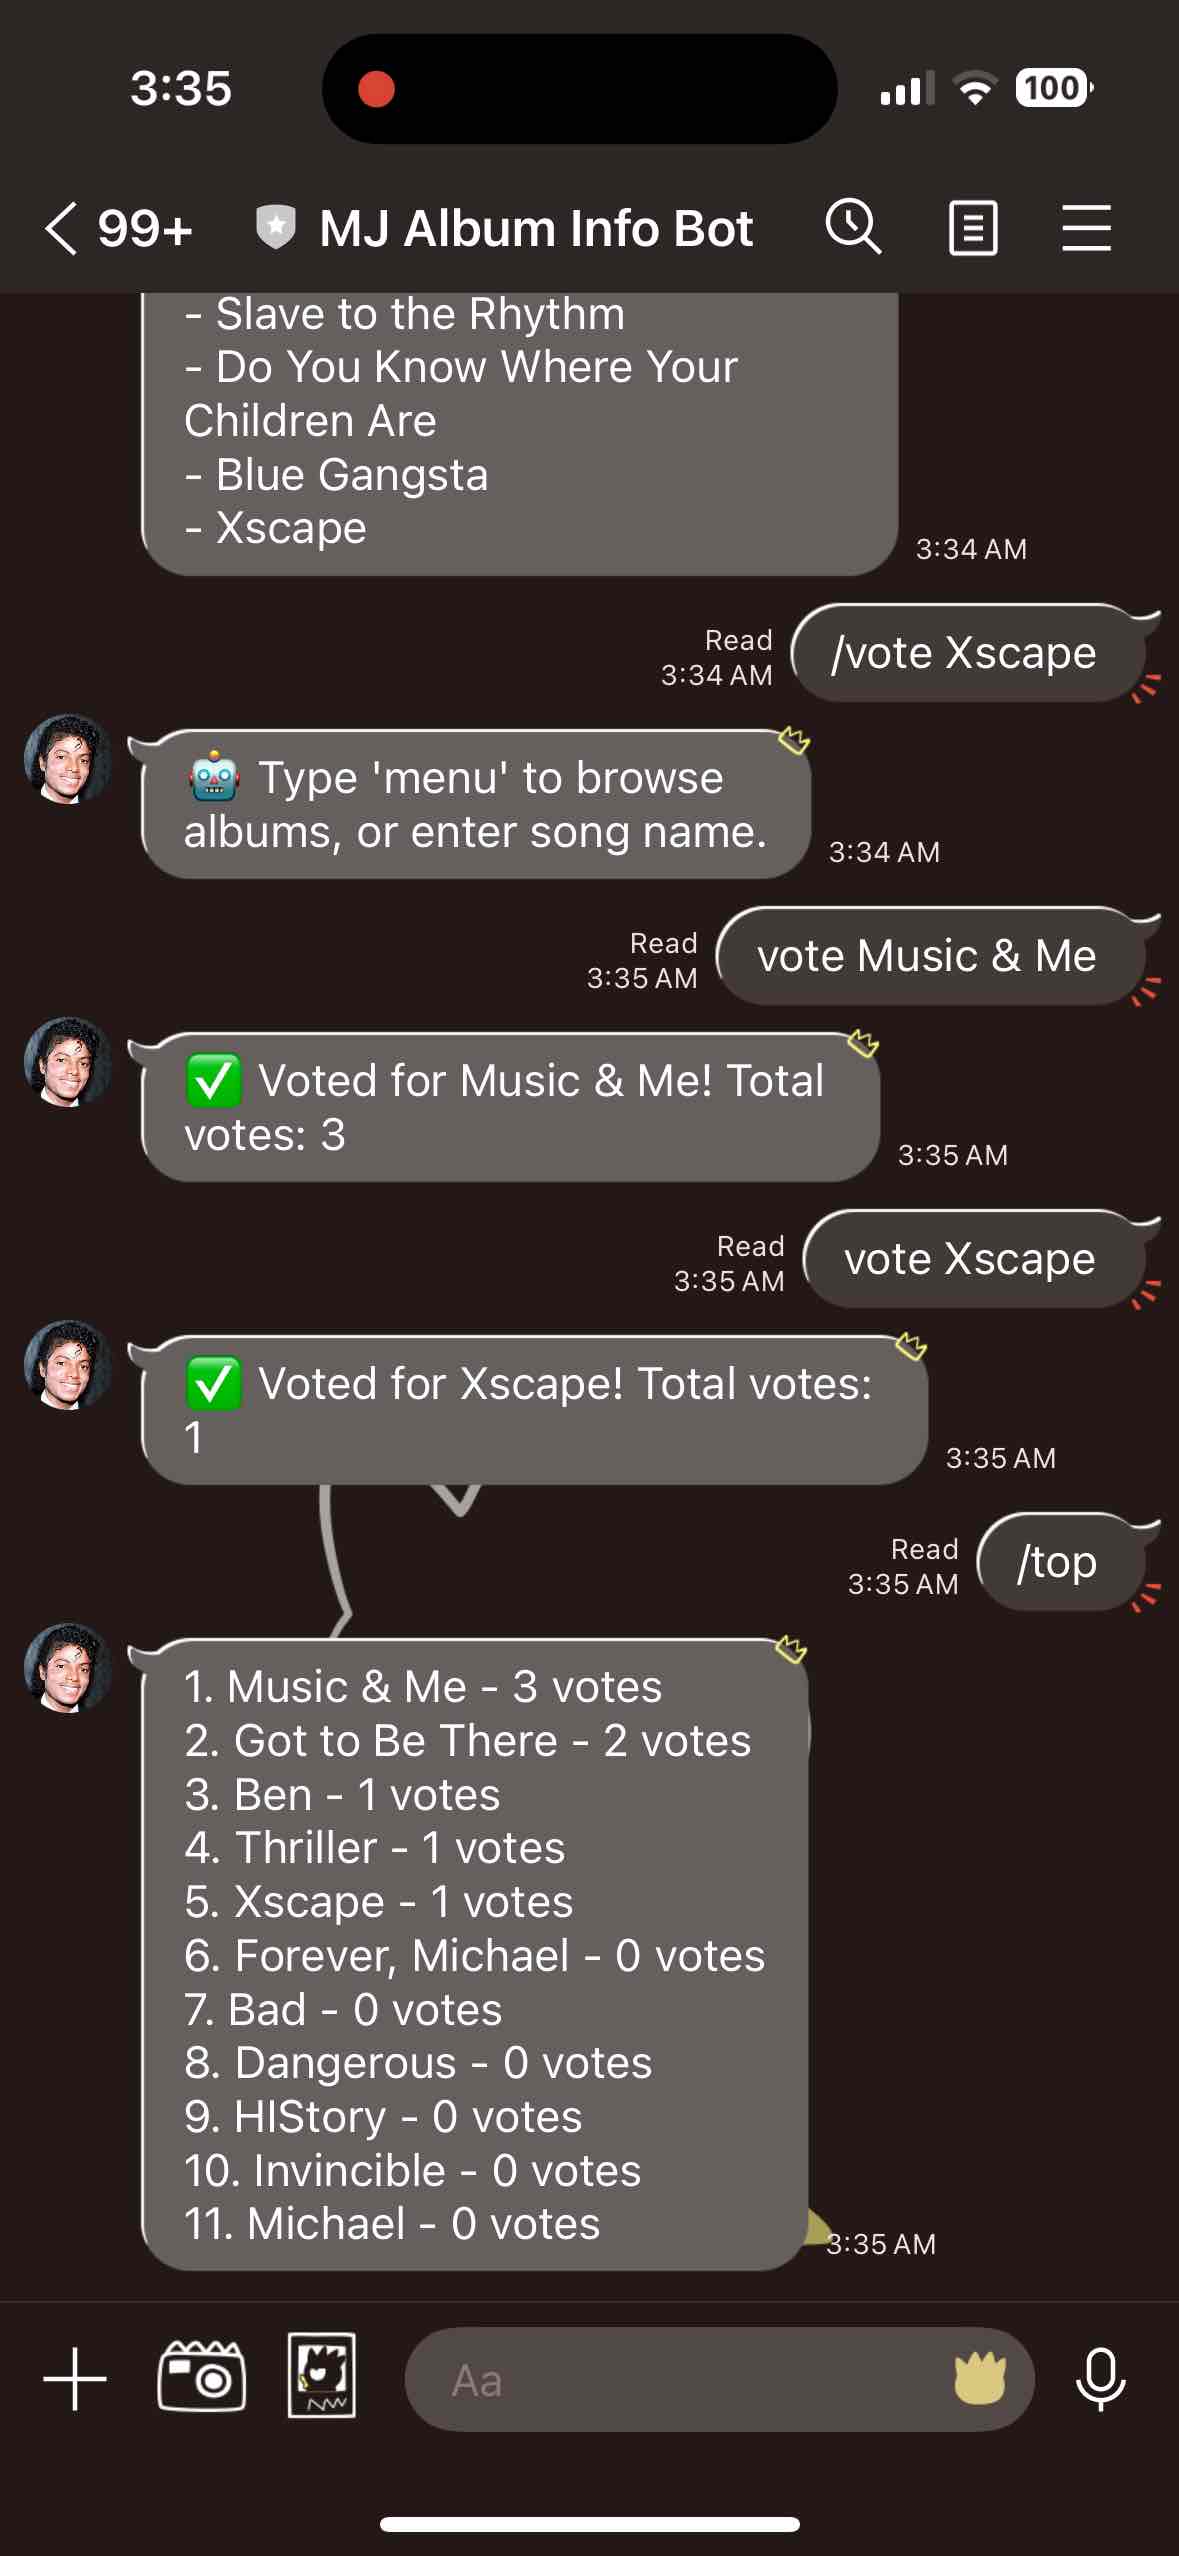 3:35
100
99+
MJ Album Info Bot
- Slave to the Rhythm
- Do You Know Where Your
Children Are
- Blue Gangsta
- Xscape
3:34 AM
Read
3:34 AM
/vote Xscape
🤖 Type 'menu' to browse
albums, or enter song name.
3:34 AM
Read
3:35 AM
vote Music & Me
✅ Voted for Music & Me! Total
votes: 3
3:35 AM
Read
3:35 AM
vote Xscape
✅ Voted for Xscape! Total votes:
1
3:35 AM
Read
3:35 AM
/top
1. Music & Me - 3 votes
2. Got to Be There - 2 votes
3. Ben - 1 votes
4. Thriller - 1 votes
5. Xscape - 1 votes
6. Forever, Michael - 0 votes
7. Bad - 0 votes
8. Dangerous - 0 votes
9. HIStory - 0 votes
10. Invincible - 0 votes
11. Michael - 0 votes
3:35 AM
Aa